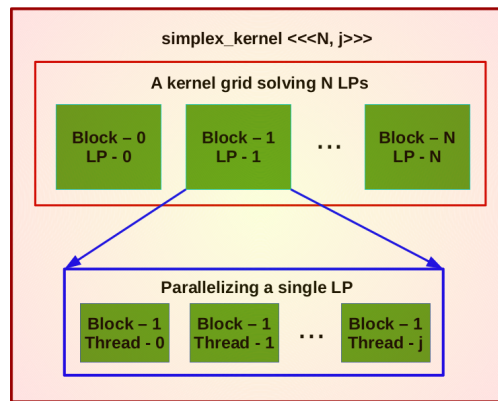 simplex_kernel <<<N, j>>>
A kernel grid solving N LPs
Block – 0
LP - 0
Block – 1
LP - 1
...
Block – N
LP - N
Parallelizing a single LP
Block – 1
Thread - 0
Block – 1
Thread - 1
...
Block – 1
Thread - j